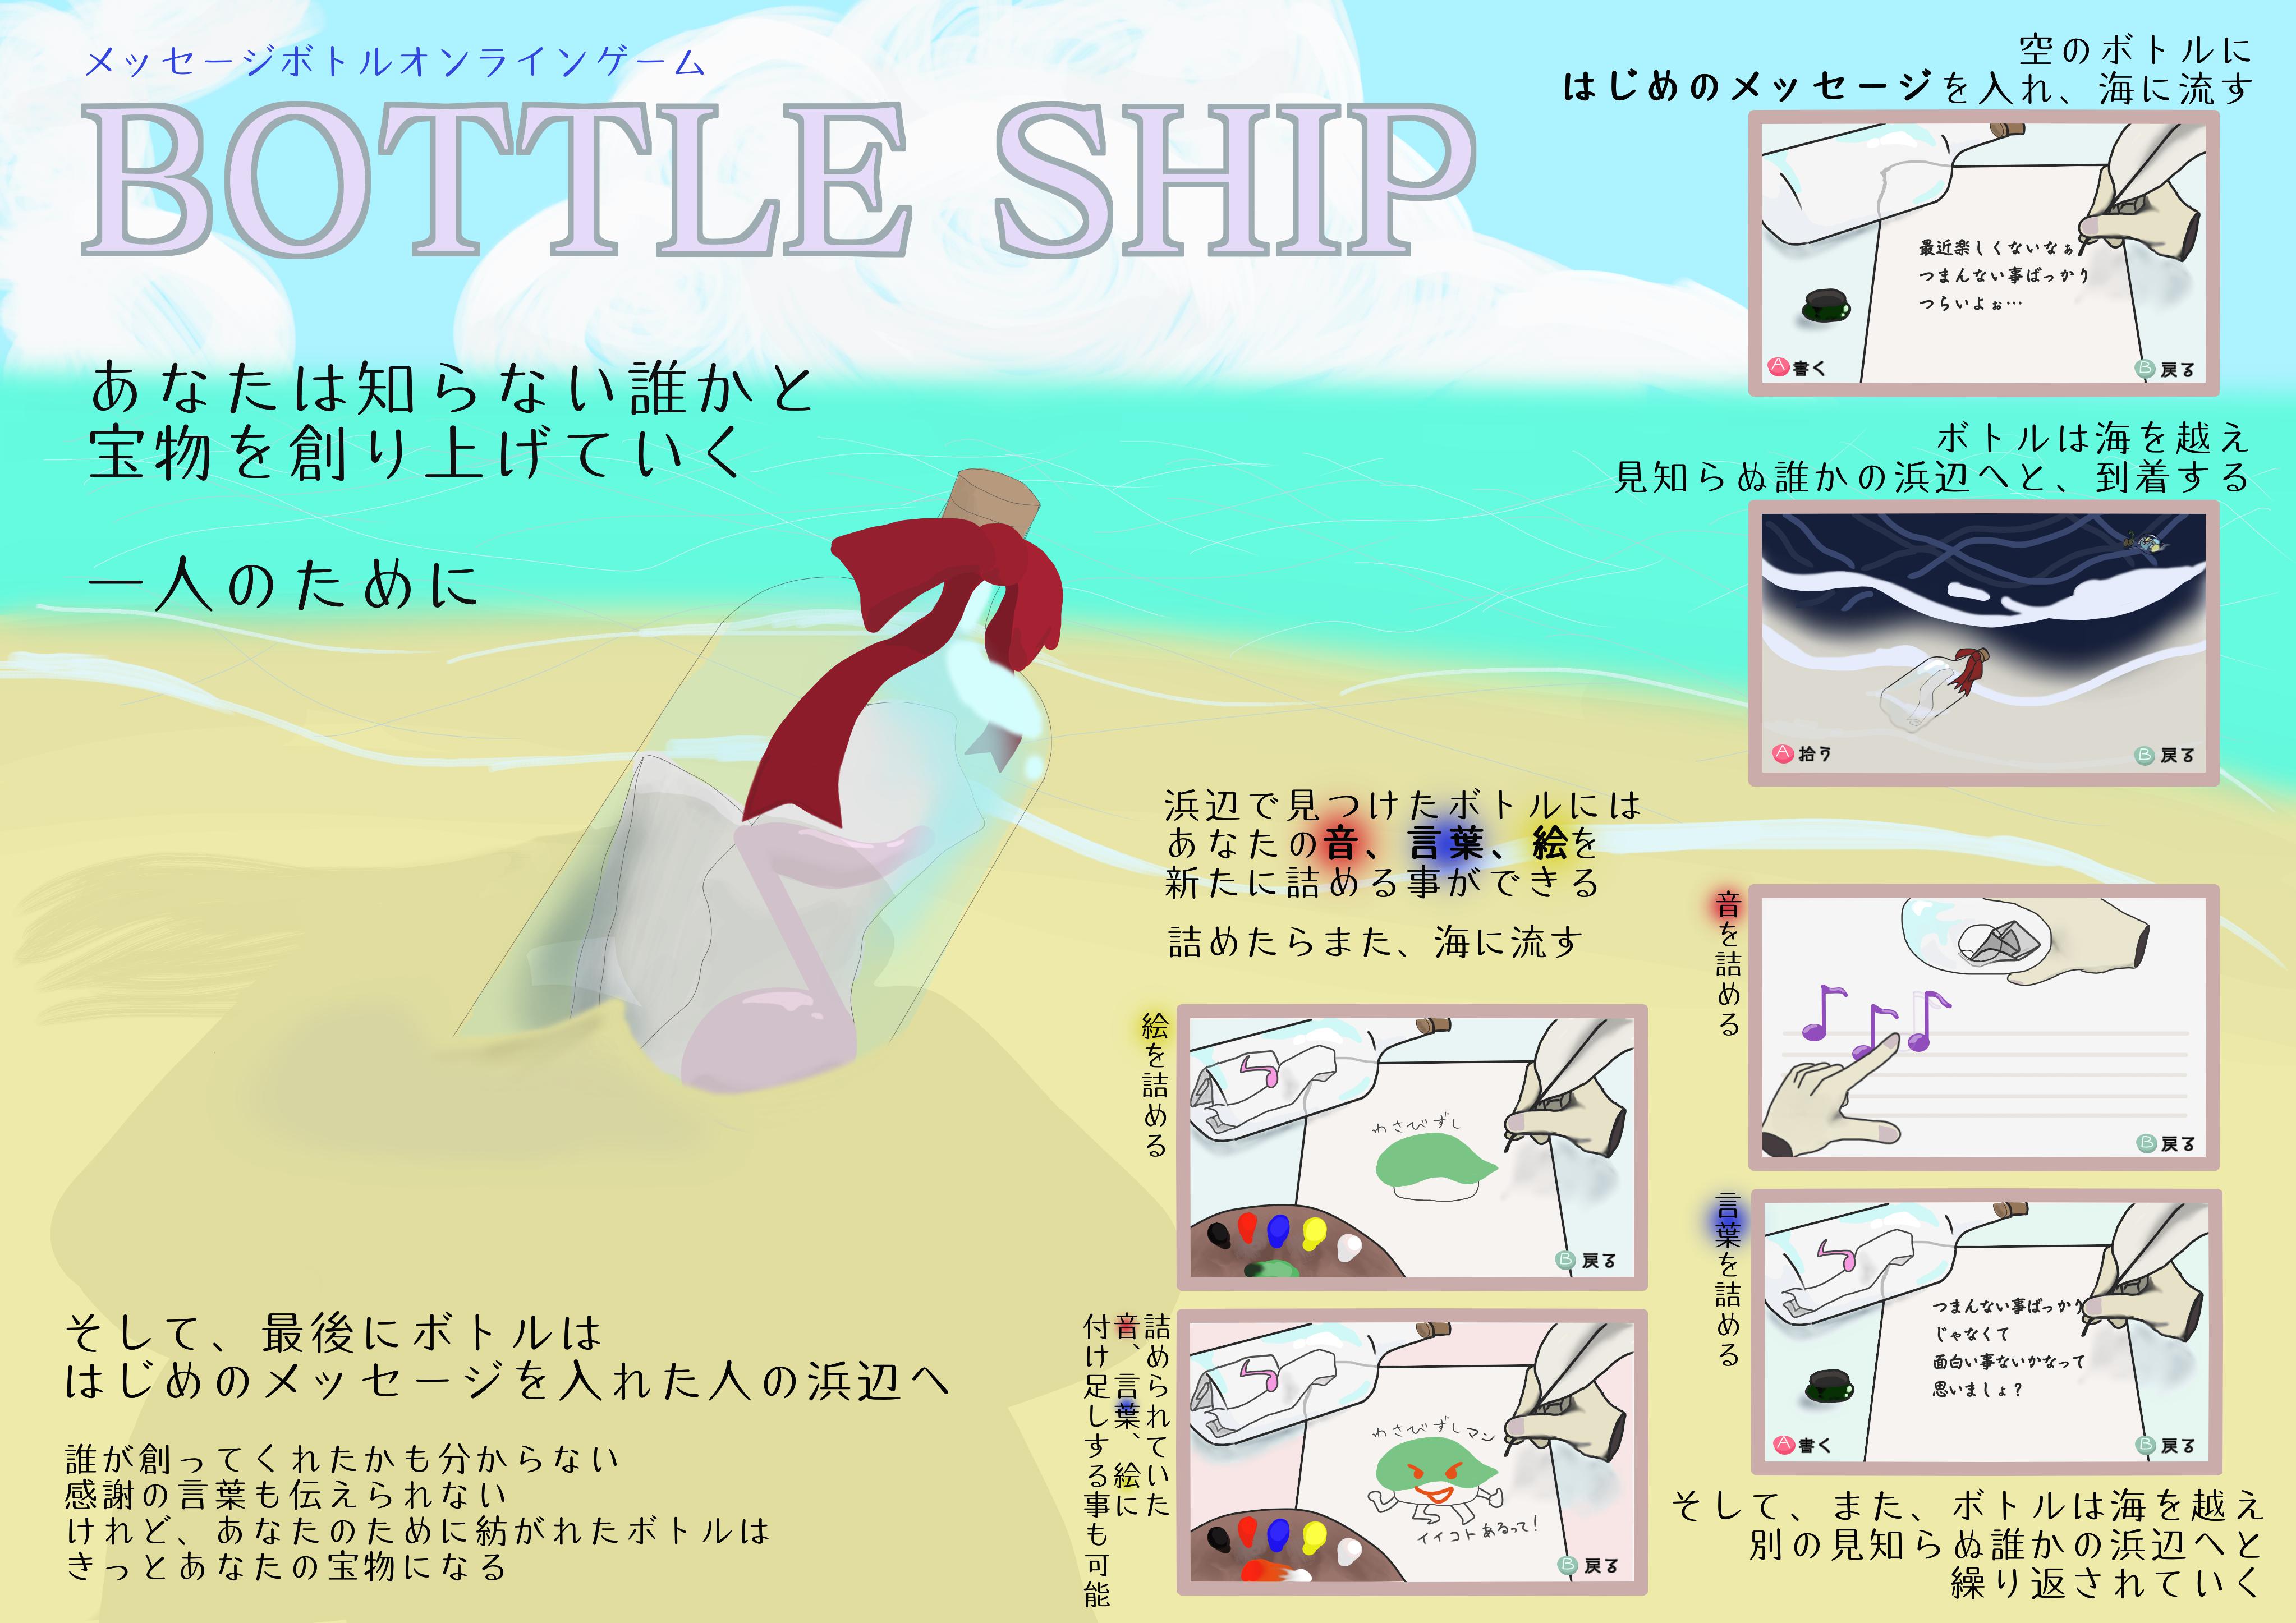 メッセージボトルオンラインゲーム
BOTTLE SHIP
あなたは知らない誰かと
宝物を創り上げていく
一人のために
空のボトルに
はじめのメッセージを入れ、海に流す
最近楽しくないなぁ
つまんない事ばっかり
つらいよぉ…
A 書く
B 戻る
ボトルは海を越え
見知らぬ誰かの浜辺へと、到着する
A 拾う
B 戻る
浜辺で見つけたボトルには
あなたの音、言葉、絵を
新たに詰める事ができる
詰めたらまた、海に流す
音を詰める
B 戻る
絵を詰める
わさびずし
B 戻る
言葉を詰める
つまんない事ばっかり
じゃなくて
面白い事ないかなって
思いましょ？
A 書く
B 戻る
詰められていた
音、言葉、絵に
付け足しする事も可能
わさびずしマン
イイコトあるって！
B 戻る
そして、また、ボトルは海を越え
別の見知らぬ誰かの浜辺へと
繰り返されていく
そして、最後にボトルは
はじめのメッセージを入れた人の浜辺へ
誰が創ってくれたかも分からない
感謝の言葉も伝えられない
けれど、あなたのために紡がれたボトルは
きっとあなたの宝物になる